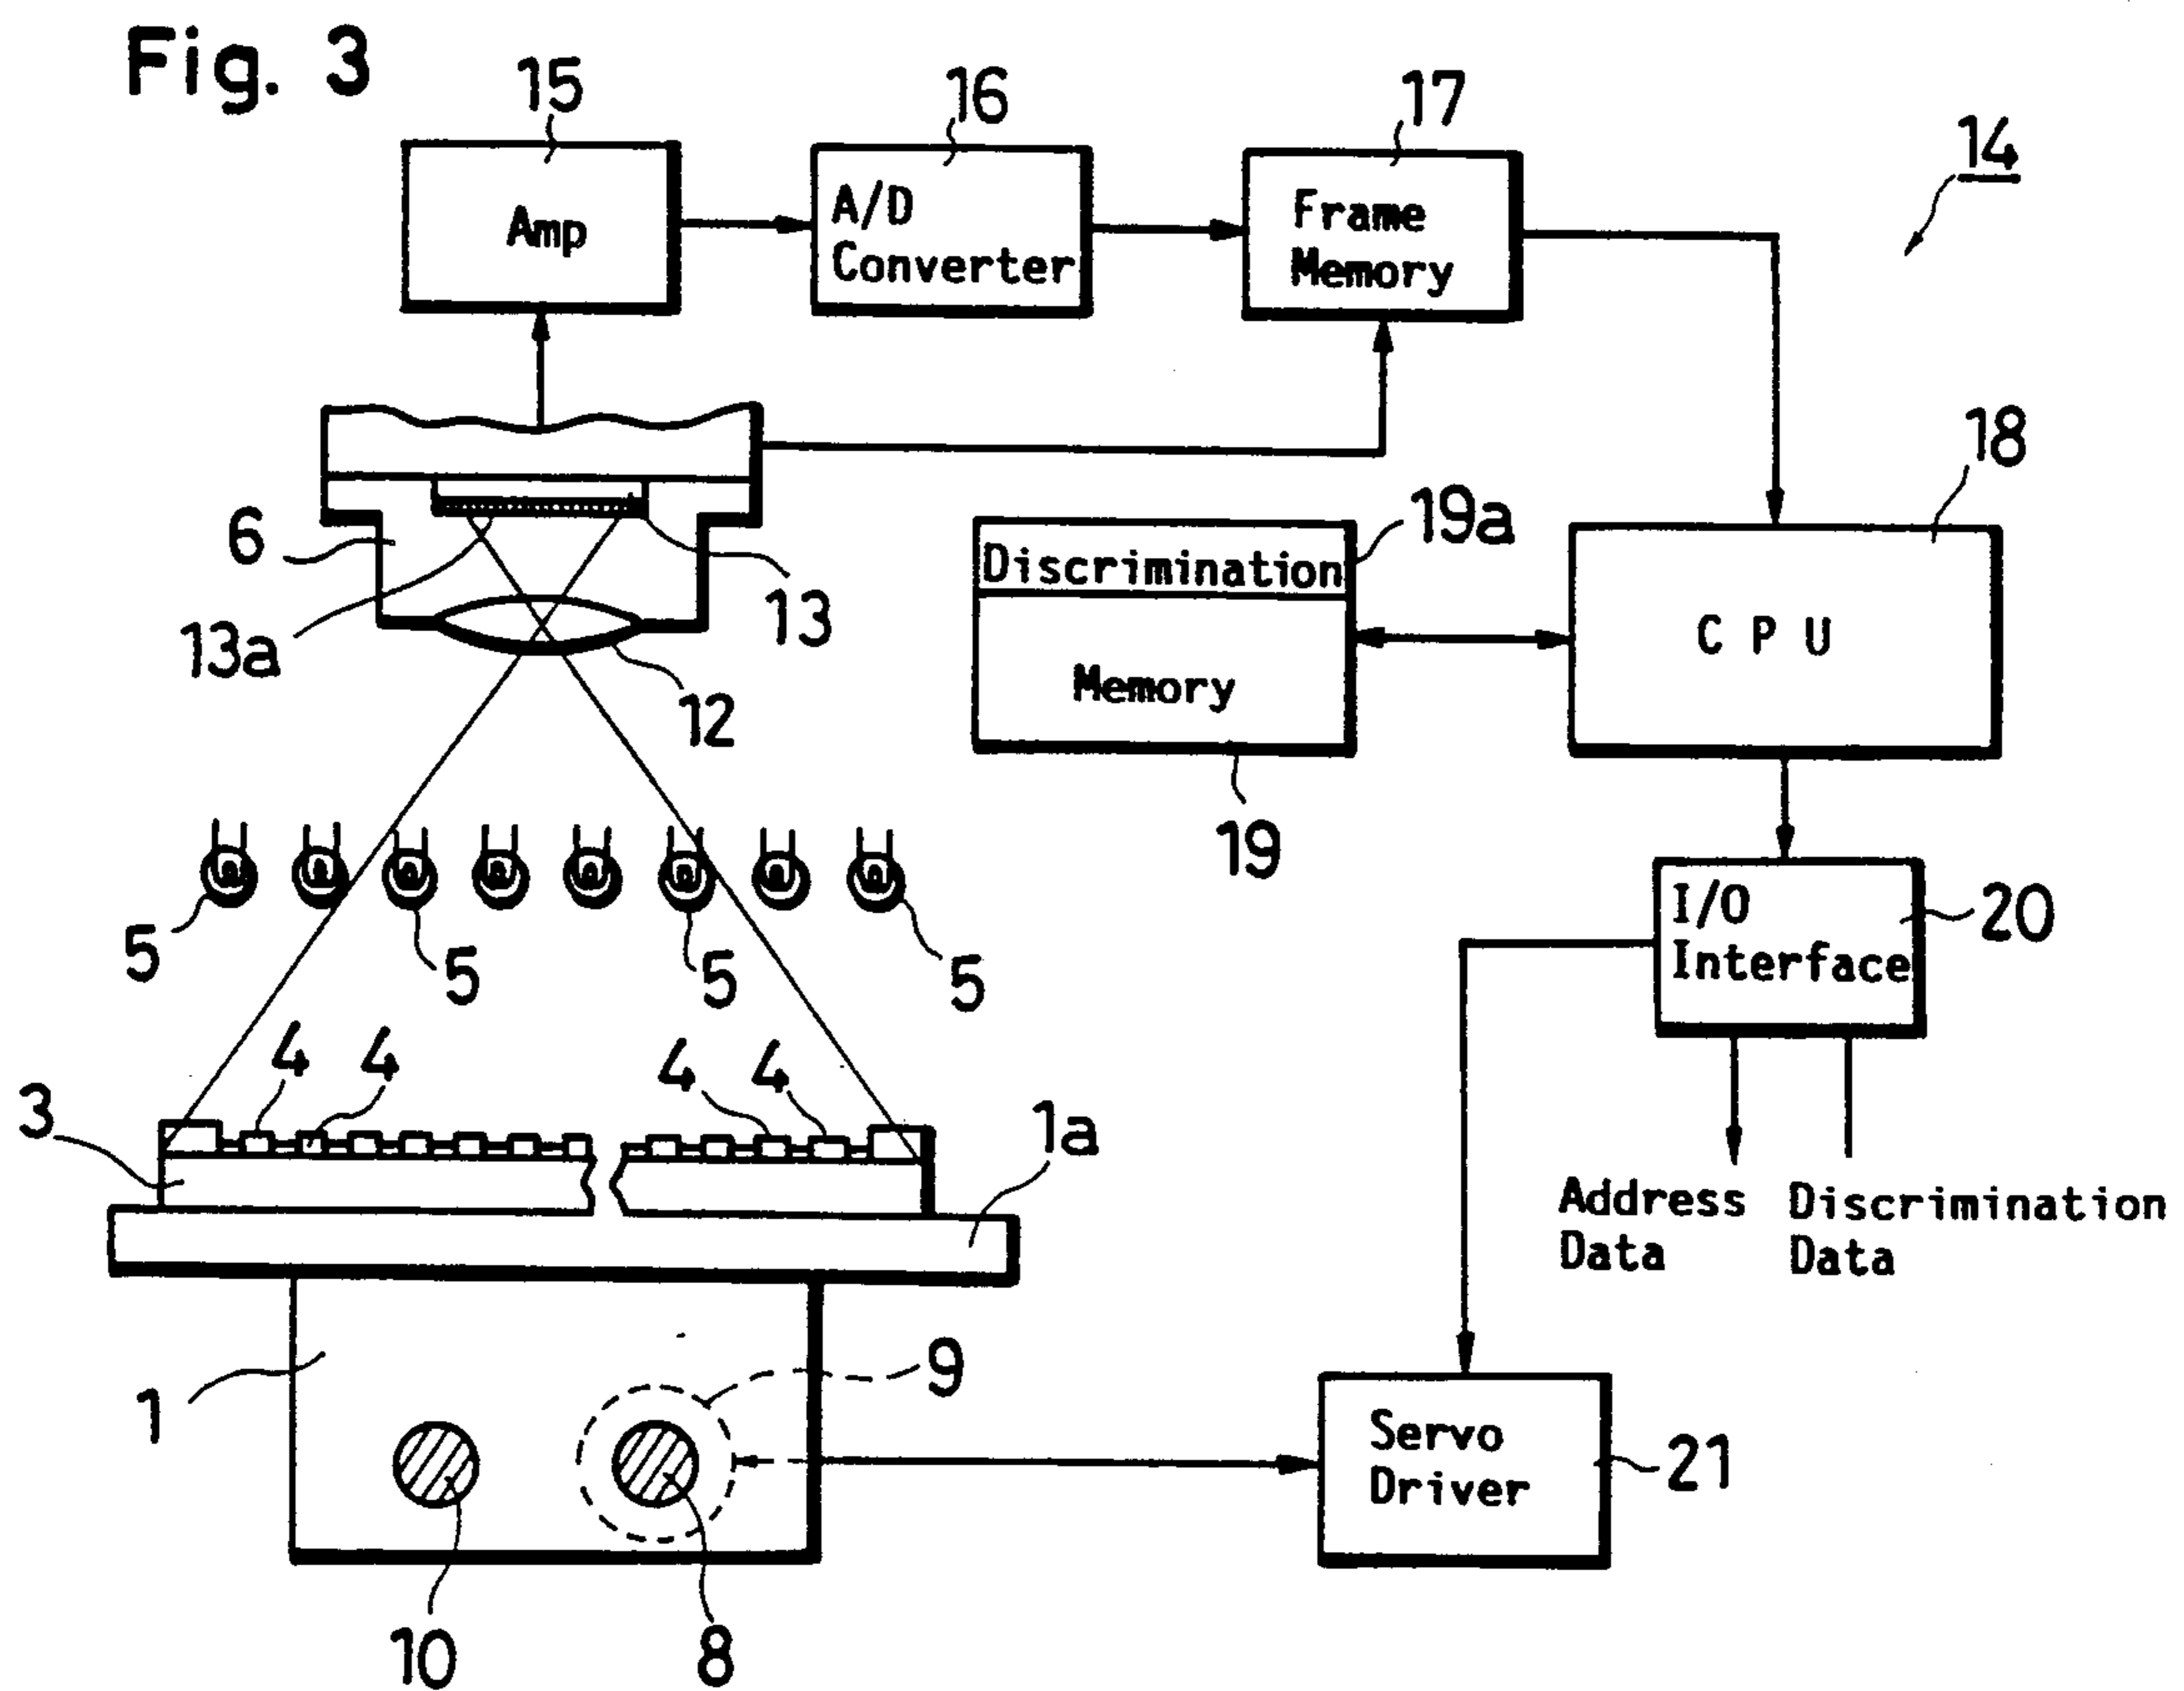 Fig. 3
15
16
17
14
Amp
A/D
Converter
Frame
Memory
18
6
19a
Discrimination
13
13a
CPU
Memory
12
19
I/O
Interface
20
5
5
5
5
4
4
4
4
3
1a
Address
Data
Discrimination
Data
9
1
Servo
Driver
21
10
8